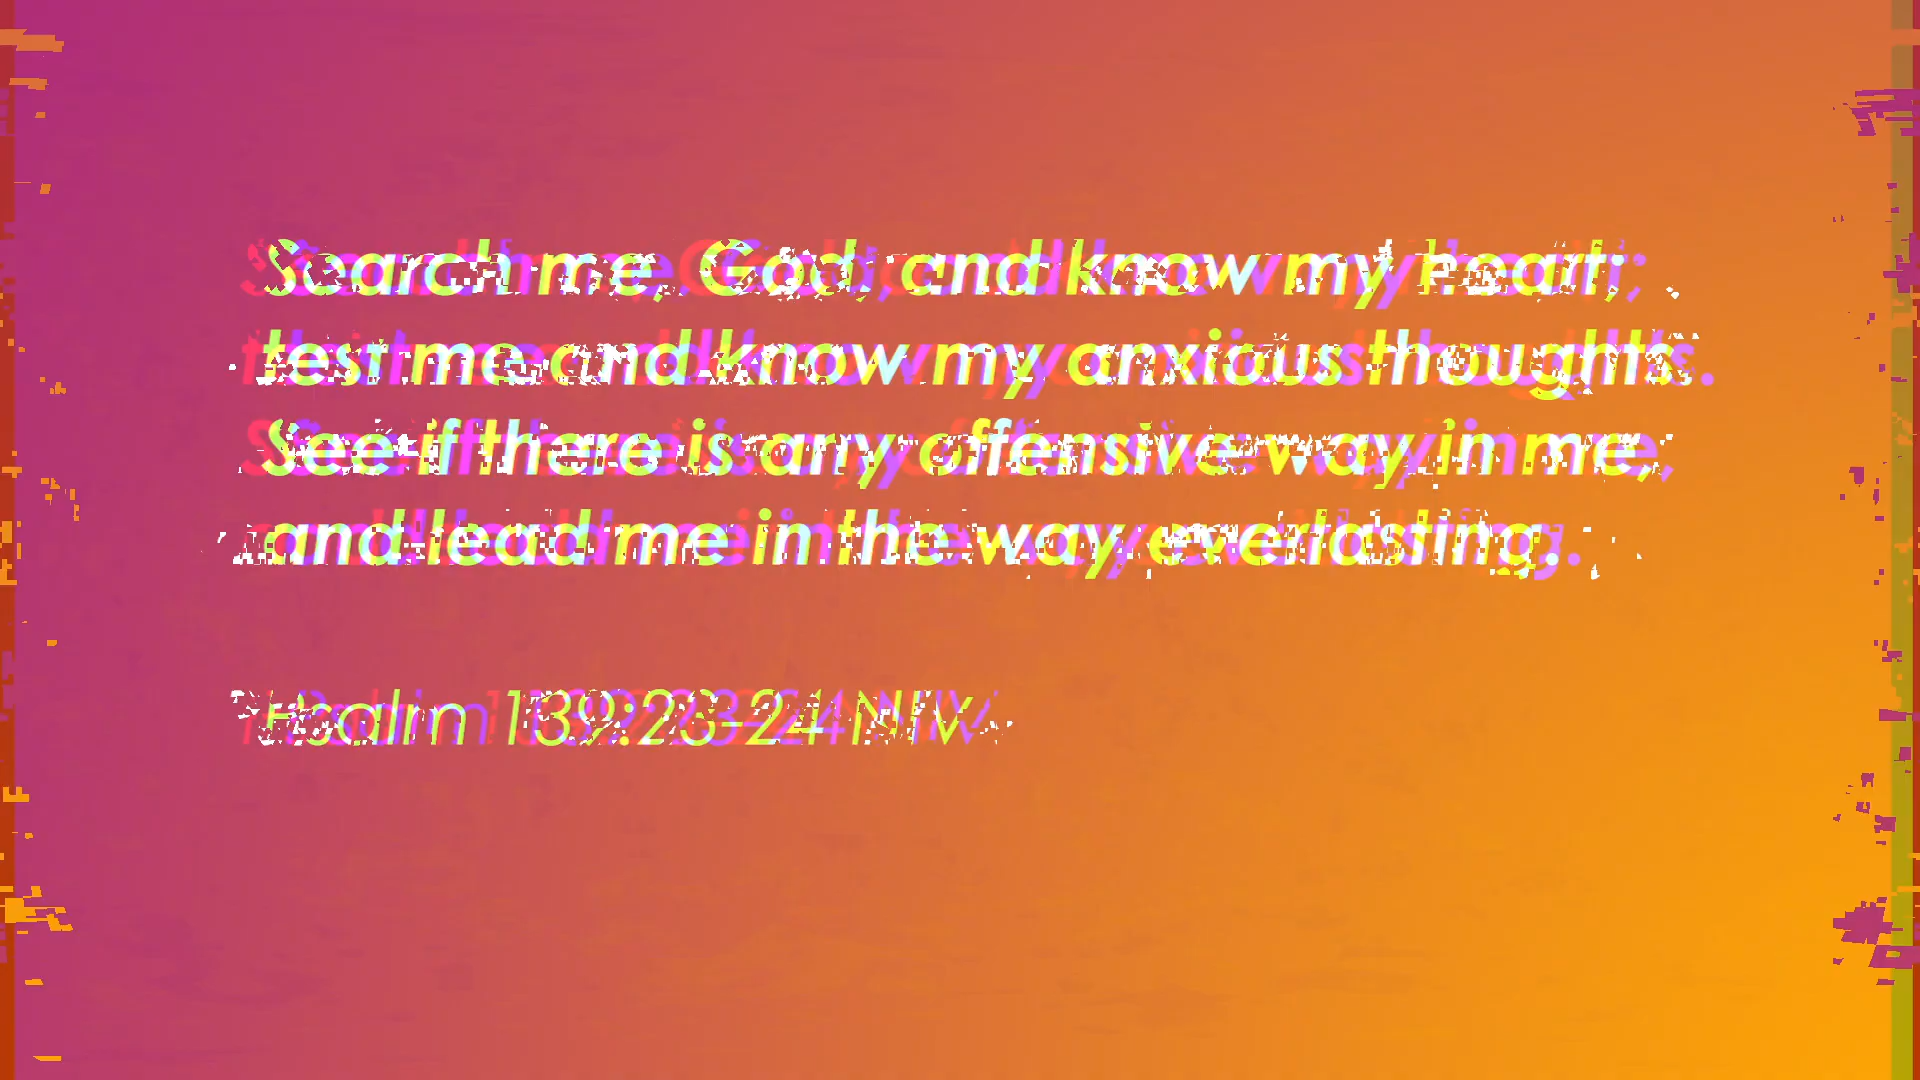 Search me, God, and know my heart;
test me and know my anxious thoughts.
See if there is any offensive way in me,
and lead me in the way everlasting.
Psalm 139:23-24 NIV